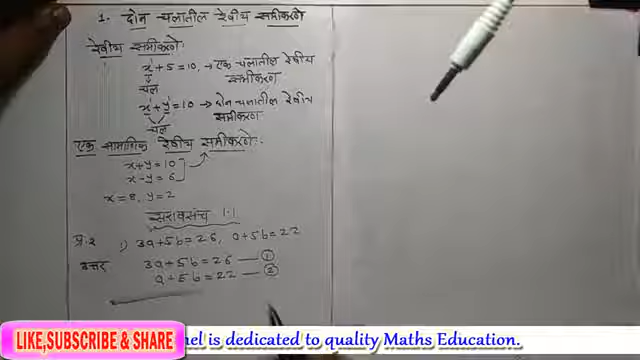 1. दोन चलातील रेषीय समीकरणे
रेषीय समीकरणे:
x' + 5 = 10, → एक चलातील रेषीय समीकरण
चल
x' + y' = 10 → दोन चलातील रेषीय समीकरण
चल
एक सामायिक रेषीय समीकरणे:-
x+y=10
x-y=6
x=8, y=2
सरावसंच 1.1
प्र.२ 1) 3a+5b=26, a+5b=22
उत्तर 3a+5b=26 — ①
a+5b=22 — ②
LIKE,SUBSCRIBE & SHARE
nel is dedicated to quality Maths Education.